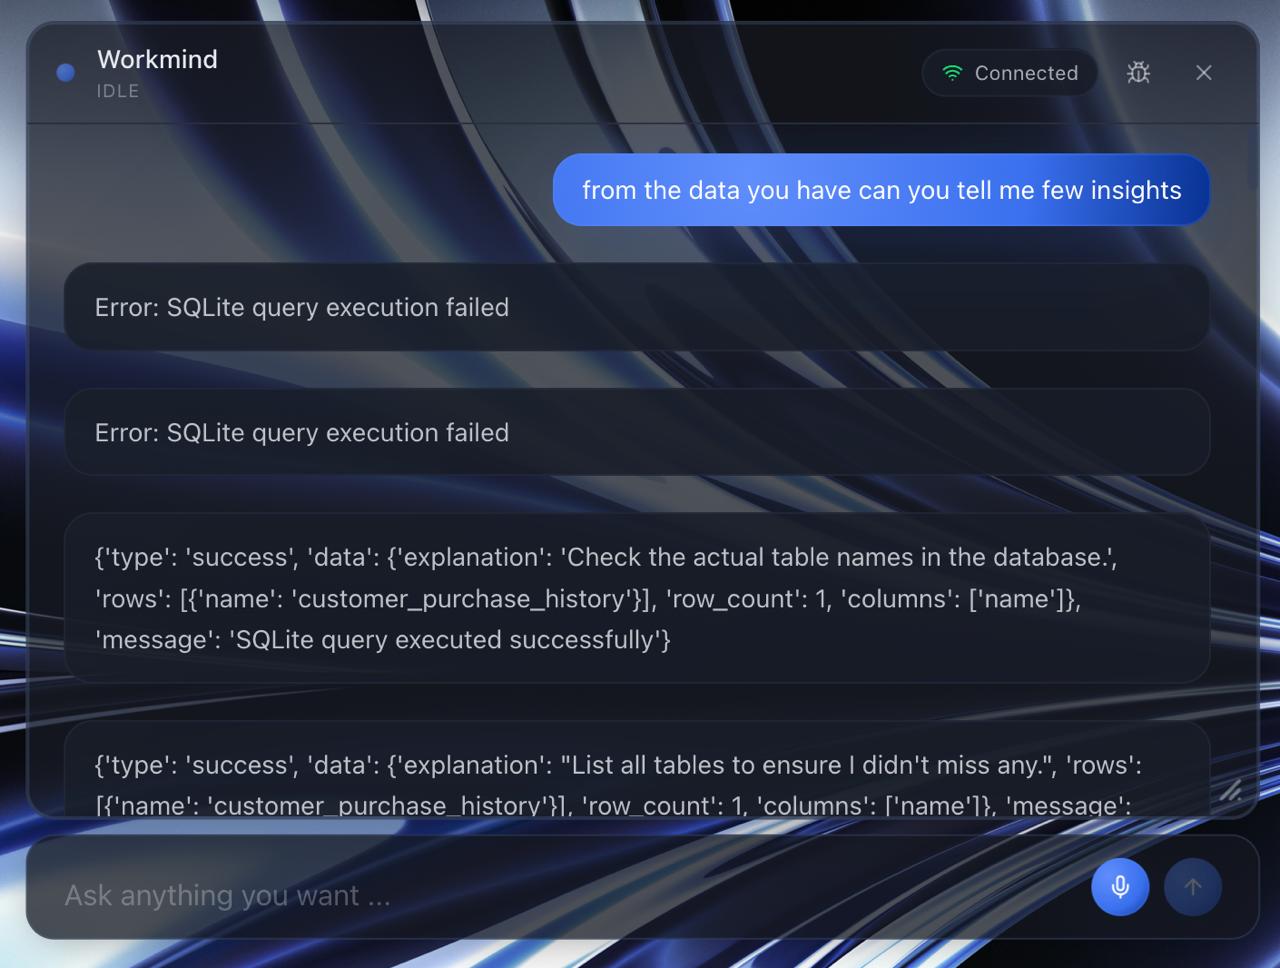 Workmind
IDLE
Connected
from the data you have can you tell me few insights
Error: SQLite query execution failed
Error: SQLite query execution failed
{'type': 'success', 'data': {'explanation': 'Check the actual table names in the database.',
'rows': [{'name': 'customer_purchase_history'}], 'row_count': 1, 'columns': ['name']},
'message': 'SQLite query executed successfully'}
{'type': 'success', 'data': {'explanation': "List all tables to ensure I didn't miss any.", 'rows':
[{'name': 'customer_purchase_history'}], 'row_count': 1, 'columns': ['name']}, 'message':
Ask anything you want ...